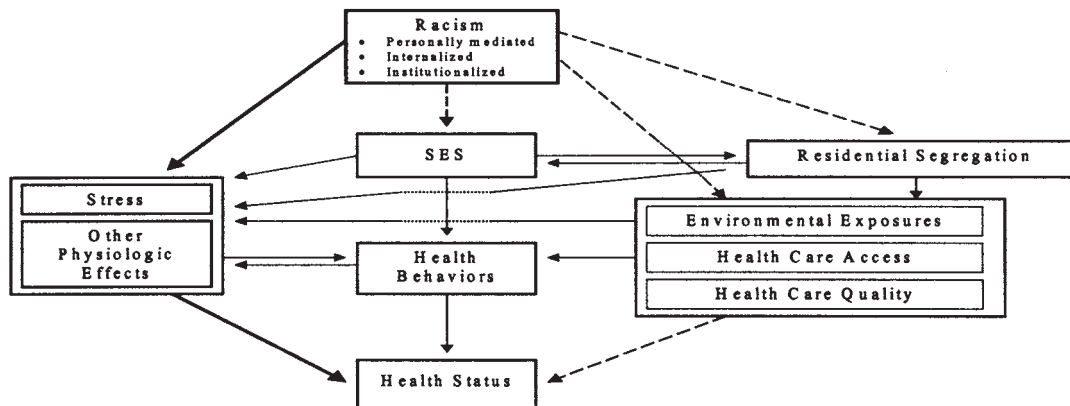 Racism
• Personally mediated
• Internalized
• Institutionalized
SES
Residential Segregation
Stress
Other
Physiologic
Effects
Health
Behaviors
Environmental Exposures
Health Care Access
Health Care Quality
Health Status